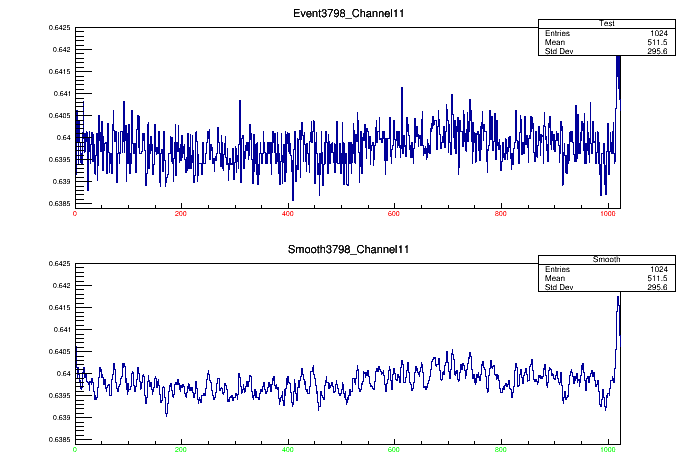 Event3798_Channel11
Test
Entries 1024
Mean 511.5
Std Dev 295.6
0.6425
0.642
0.6415
0.641
0.6405
0.64
0.6395
0.639
0.6385
0 200 400 600 800 1000
Smooth3798_Channel11
Smooth
Entries 1024
Mean 511.5
Std Dev 295.6
0.6425
0.642
0.6415
0.641
0.6405
0.64
0.6395
0.639
0.6385
0 200 400 600 800 1000